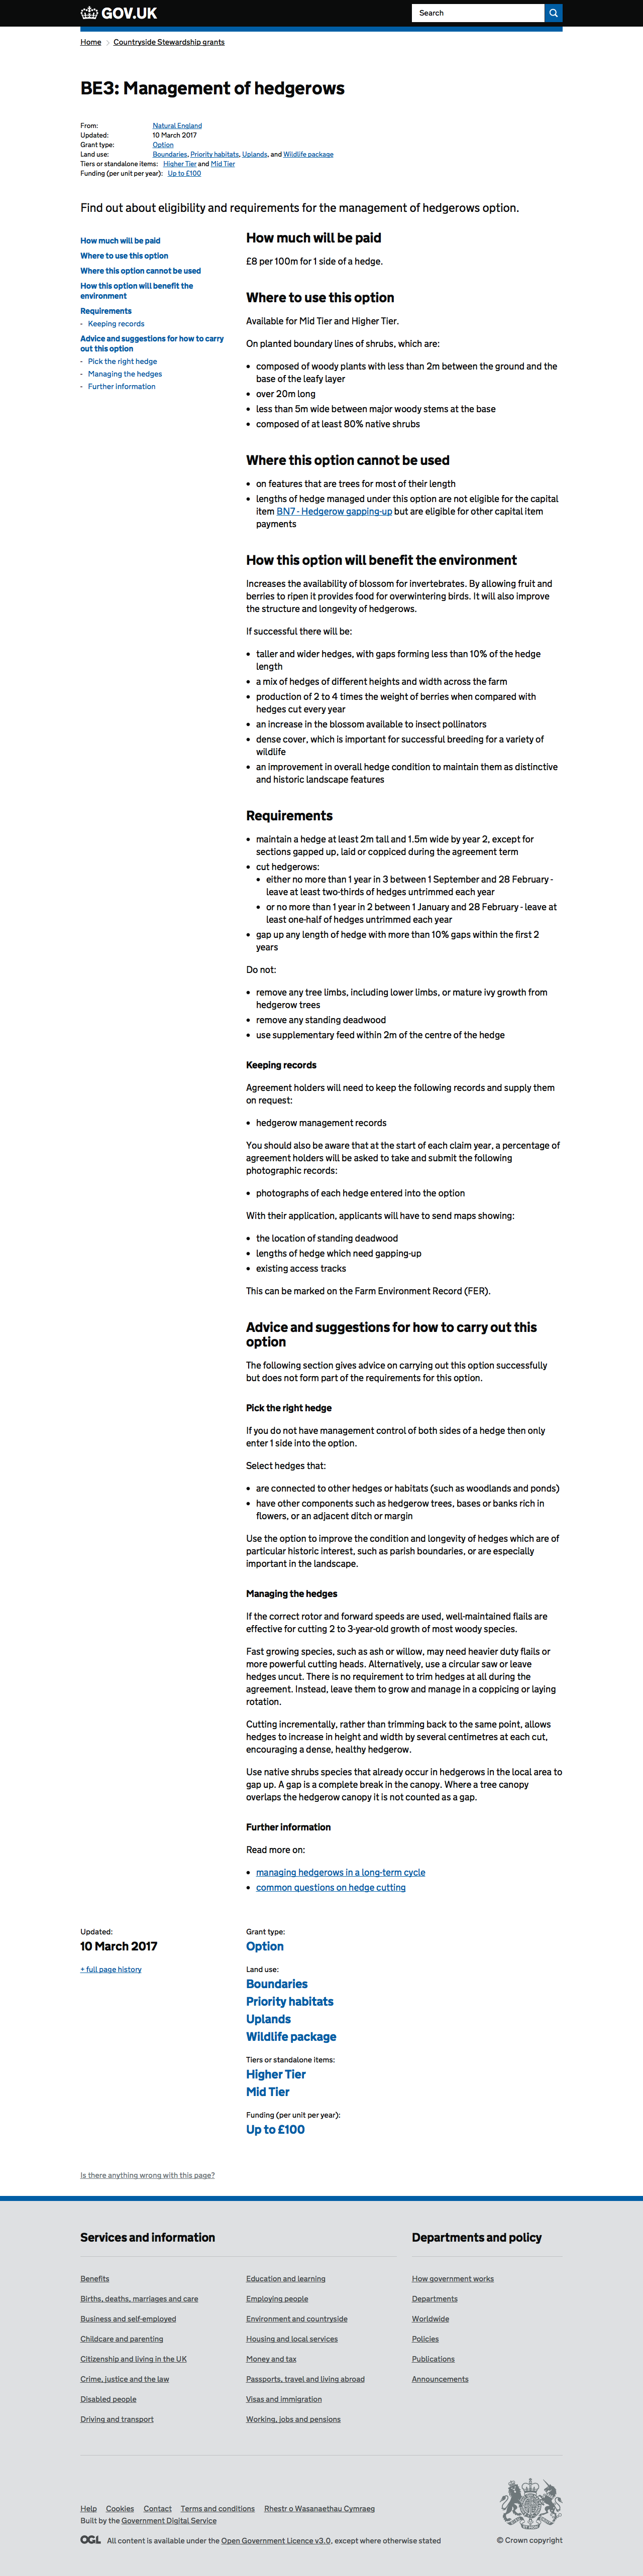 GOV.UK
Search
Home
Countryside Stewardship grants
BE3: Management of hedgerows
From: Natural England
Updated: 10 March 2017
Grant type: Option
Land use: Boundaries, Priority habitats, Uplands, and Wildlife package
Tiers or standalone items: Higher Tier and Mid Tier
Funding (per unit per year): Up to £100
Find out about eligibility and requirements for the management of hedgerows option.
How much will be paid
Where to use this option
Where this option cannot be used
How this option will benefit the
environment
Requirements
- Keeping records
Advice and suggestions for how to carry
out this option
- Pick the right hedge
- Managing the hedges
- Further information
How much will be paid
£8 per 100m for 1 side of a hedge.
Where to use this option
Available for Mid Tier and Higher Tier.
On planted boundary lines of shrubs, which are:
• composed of woody plants with less than 2m between the ground and the
base of the leafy layer
• over 20m long
• less than 5m wide between major woody stems at the base
• composed of at least 80% native shrubs
Where this option cannot be used
• on features that are trees for most of their length
• lengths of hedge managed under this option are not eligible for the capital
item BN7 - Hedgerow gapping-up but are eligible for other capital item
payments
How this option will benefit the environment
Increases the availability of blossom for invertebrates. By allowing fruit and
berries to ripen it provides food for overwintering birds. It will also improve
the structure and longevity of hedgerows.
If successful there will be:
• taller and wider hedges, with gaps forming less than 10% of the hedge
length
• a mix of hedges of different heights and width across the farm
• production of 2 to 4 times the weight of berries when compared with
hedges cut every year
• an increase in the blossom available to insect pollinators
• dense cover, which is important for successful breeding for a variety of
wildlife
• an improvement in overall hedge condition to maintain them as distinctive
and historic landscape features
Requirements
• maintain a hedge at least 2m tall and 1.5m wide by year 2, except for
sections gapped up, laid or coppiced during the agreement term
• cut hedgerows:
• either no more than 1 year in 3 between 1 September and 28 February -
leave at least two-thirds of hedges untrimmed each year
• or no more than 1 year in 2 between 1 January and 28 February - leave at
least one-half of hedges untrimmed each year
• gap up any length of hedge with more than 10% gaps within the first 2
years
Do not:
• remove any tree limbs, including lower limbs, or mature ivy growth from
hedgerow trees
• remove any standing deadwood
• use supplementary feed within 2m of the centre of the hedge
Keeping records
Agreement holders will need to keep the following records and supply them
on request:
• hedgerow management records
You should also be aware that at the start of each claim year, a percentage of
agreement holders will be asked to take and submit the following
photographic records:
• photographs of each hedge entered into the option
With their application, applicants will have to send maps showing:
• the location of standing deadwood
• lengths of hedge which need gapping-up
• existing access tracks
This can be marked on the Farm Environment Record (FER).
Advice and suggestions for how to carry out this
option
The following section gives advice on carrying out this option successfully
but does not form part of the requirements for this option.
Pick the right hedge
If you do not have management control of both sides of a hedge then only
enter 1 side into the option.
Select hedges that:
• are connected to other hedges or habitats (such as woodlands and ponds)
• have other components such as hedgerow trees, bases or banks rich in
flowers, or an adjacent ditch or margin
Use the option to improve the condition and longevity of hedges which are of
particular historic interest, such as parish boundaries, or are especially
important in the landscape.
Managing the hedges
If the correct rotor and forward speeds are used, well-maintained flails are
effective for cutting 2 to 3-year-old growth of most woody species.
Fast growing species, such as ash or willow, may need heavier duty flails or
more powerful cutting heads. Alternatively, use a circular saw or leave
hedges uncut. There is no requirement to trim hedges at all during the
agreement. Instead, leave them to grow and manage in a coppicing or laying
rotation.
Cutting incrementally, rather than trimming back to the same point, allows
hedges to increase in height and width by several centimetres at each cut,
encouraging a dense, healthy hedgerow.
Use native shrubs species that already occur in hedgerows in the local area to
gap up. A gap is a complete break in the canopy. Where a tree canopy
overlaps the hedgerow canopy it is not counted as a gap.
Further information
Read more on:
• managing hedgerows in a long-term cycle
• common questions on hedge cutting
Updated:
10 March 2017
+ full page history
Grant type:
Option
Land use:
Boundaries
Priority habitats
Uplands
Wildlife package
Tiers or standalone items:
Higher Tier
Mid Tier
Funding (per unit per year):
Up to £100
Is there anything wrong with this page?
Services and information
Benefits
Births, deaths, marriages and care
Business and self-employed
Childcare and parenting
Citizenship and living in the UK
Crime, justice and the law
Disabled people
Driving and transport
Education and learning
Employing people
Environment and countryside
Housing and local services
Money and tax
Passports, travel and living abroad
Visas and immigration
Working, jobs and pensions
Departments and policy
How government works
Departments
Worldwide
Policies
Publications
Announcements
Help Cookies Contact Terms and conditions Rhestr o Wasanaethau Cymraeg
Built by the Government Digital Service
OGL All content is available under the Open Government Licence v3.0, except where otherwise stated
© Crown copyright